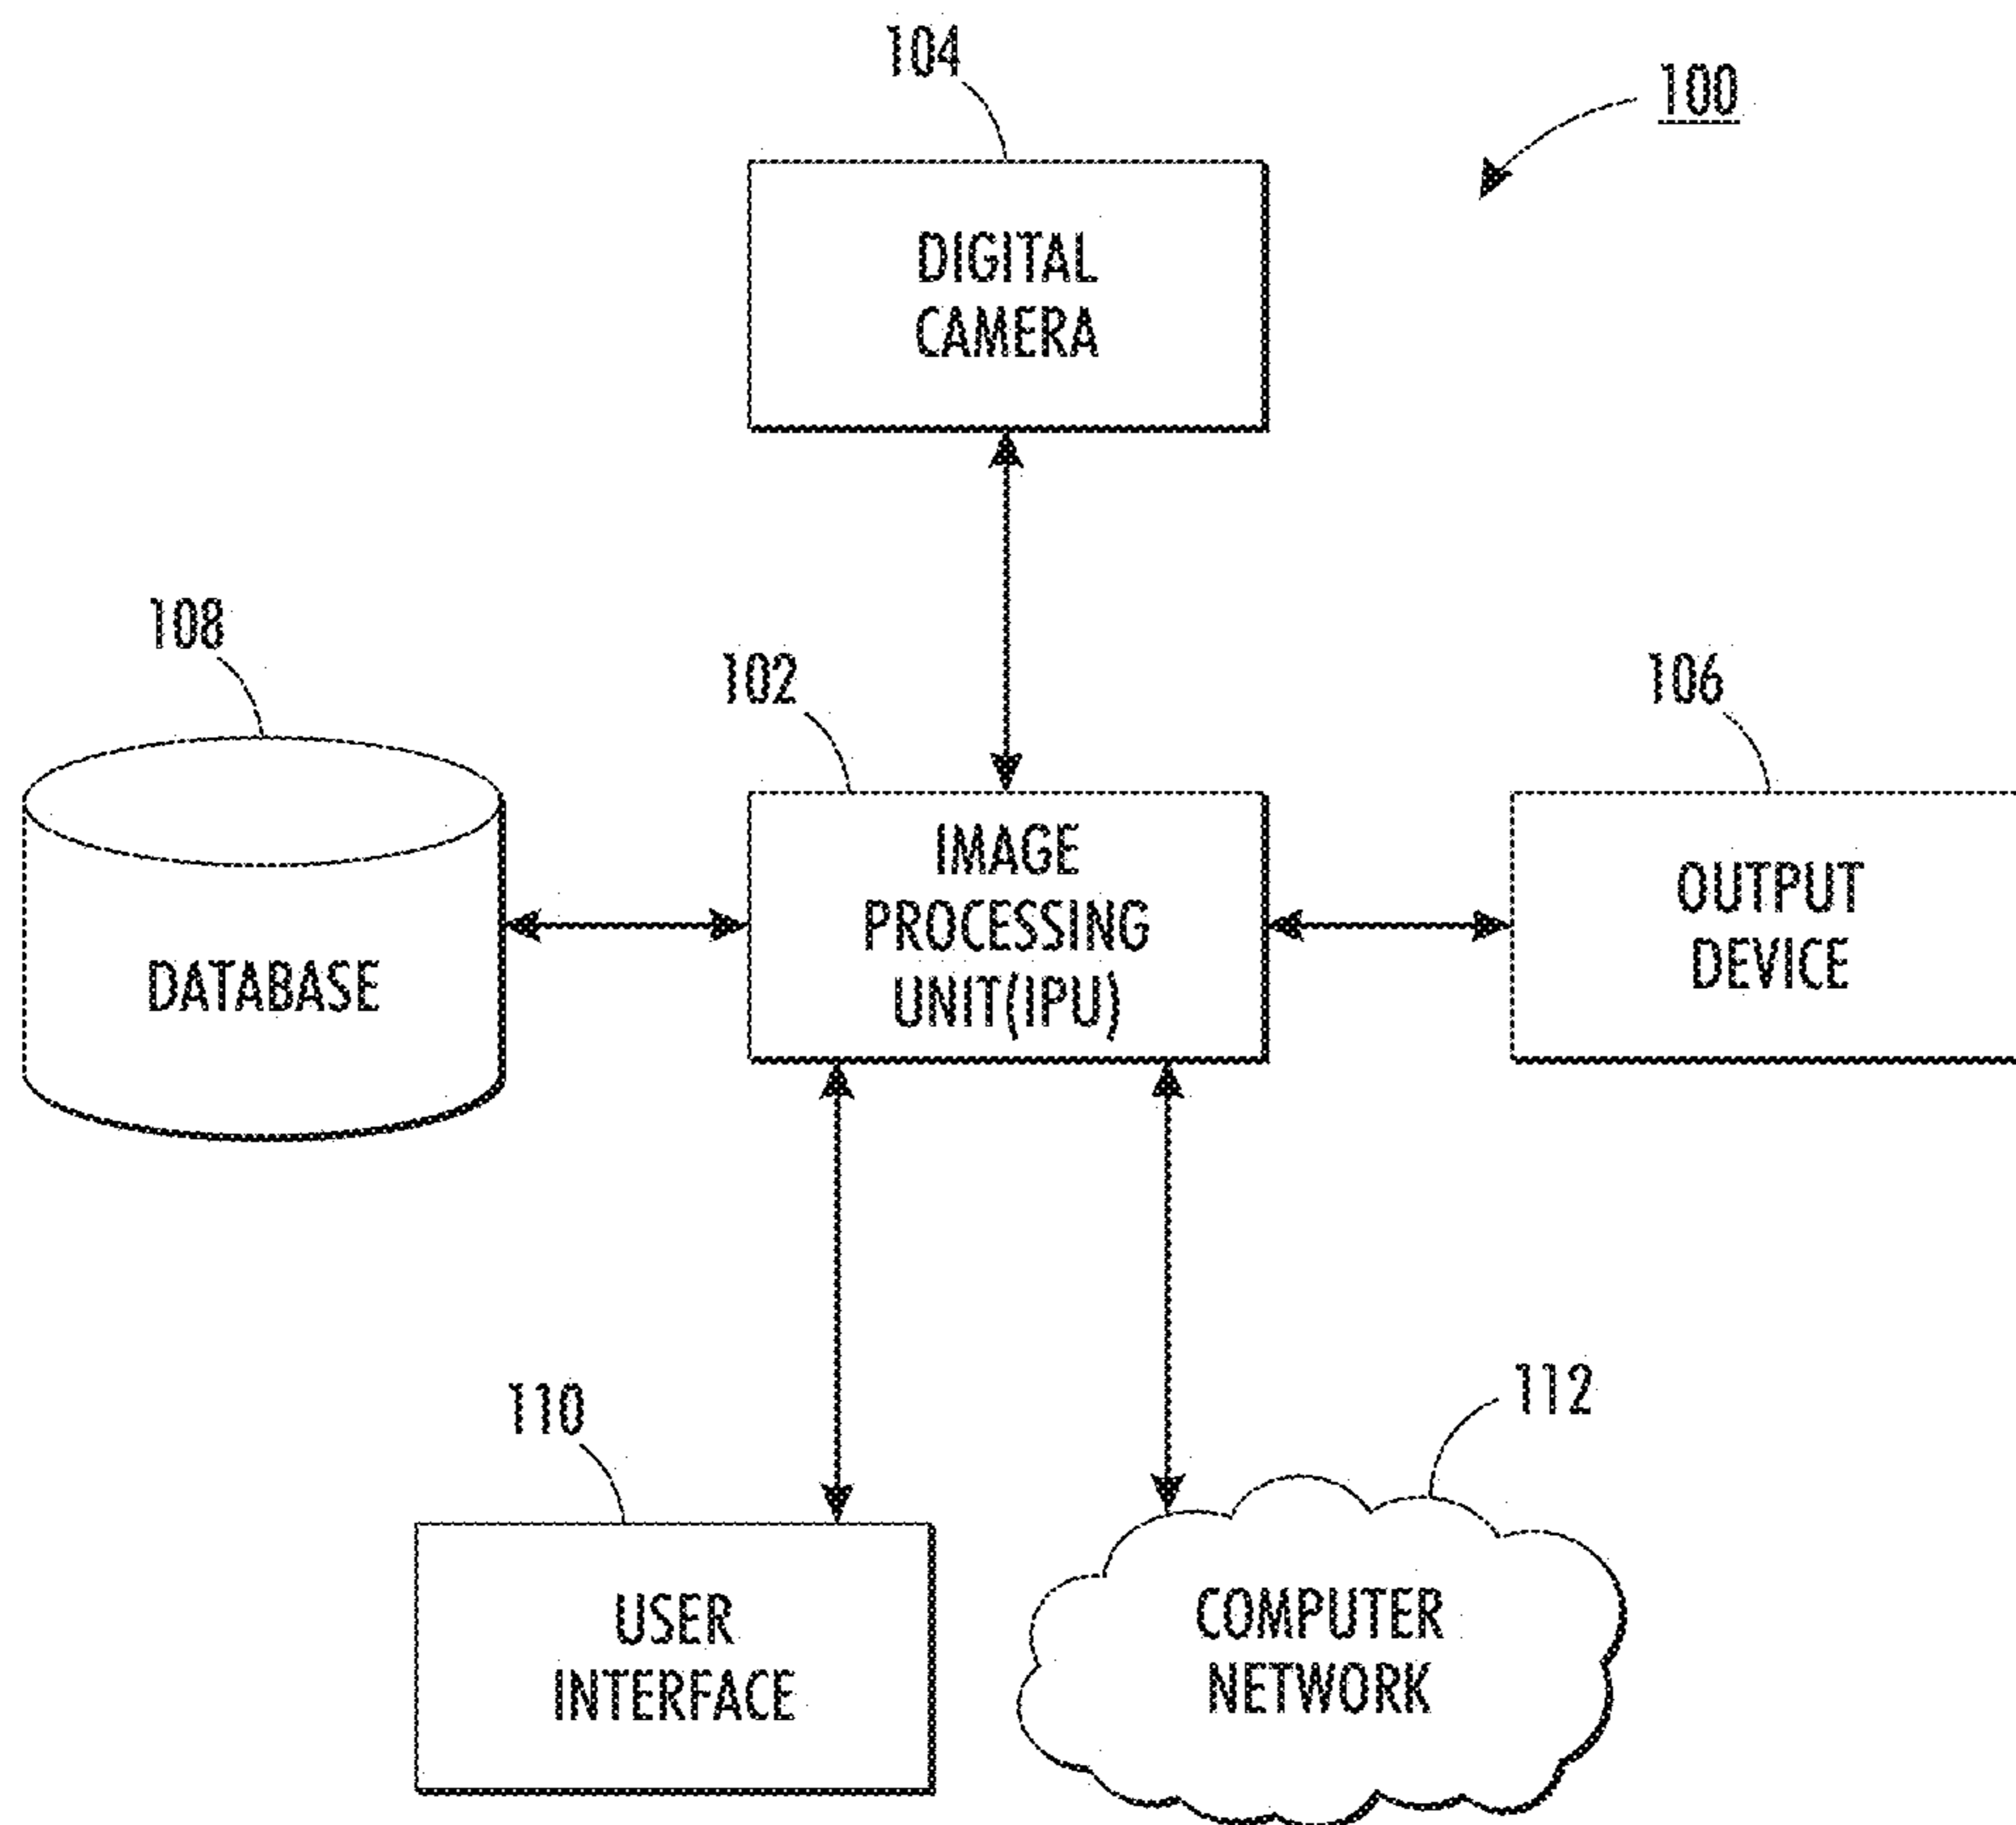 104
100
DIGITAL
CAMERA
108
102
106
IMAGE
PROCESSING
UNIT(IPU)
OUTPUT
DEVICE
DATABASE
110
112
USER
INTERFACE
COMPUTER
NETWORK